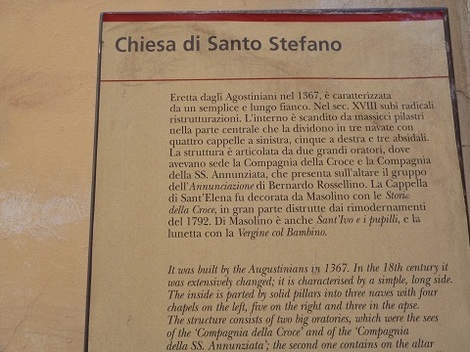 Chiesa di Santo Stefano
Eretta dagli Agostiniani nel 1367, è caratterizzata
da un semplice e lungo fianco. Nel sec. XVIII subì radicali
ristrutturazioni. L'interno è scandito da massicci pilastri
nella parte centrale che la dividono in tre navate con
quattro cappelle a sinistra, cinque a destra e tre absidali.
La struttura è articolata da due grandi oratori, dove
avevano sede la Compagnia della Croce e la Compagnia
della SS. Annunziata, che presenta sull'altare il gruppo
dell'Annunciazione di Bernardo Rossellino. La Cappella
di Sant'Elena fu decorata da Masolino con le Storie
della Croce, in gran parte distrutte dai rimodernamenti
del 1792. Di Masolino è anche Sant'Ivo e i pupilli, e la
lunetta con la Vergine col Bambino.
It was built by the Augustinians in 1367. In the 18th century it
was extensively changed; it is characterised by a simple, long side.
The inside is parted by solid pillars into three naves with four
chapels on the left, five on the right and three in the apse.
The structure consists of two big oratories, which were the sees
of the 'Compagnia della Croce' and of the 'Compagnia
della SS. Annunziata'; the second one contains on the altar